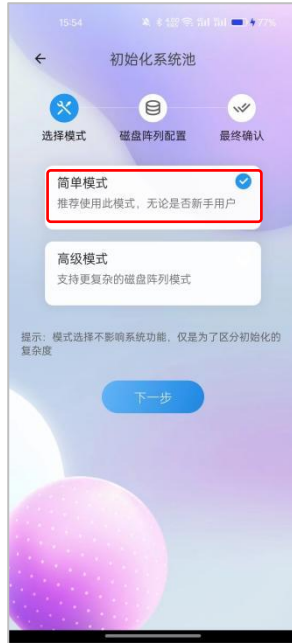 15:54
77%
初始化系统池
选择模式
磁盘阵列配置
最终确认
简单模式
推荐使用此模式，无论是否新手用户
高级模式
支持更复杂的磁盘阵列模式
提示：模式选择不影响系统功能，仅是为了区分初始化的
复杂度
下一步